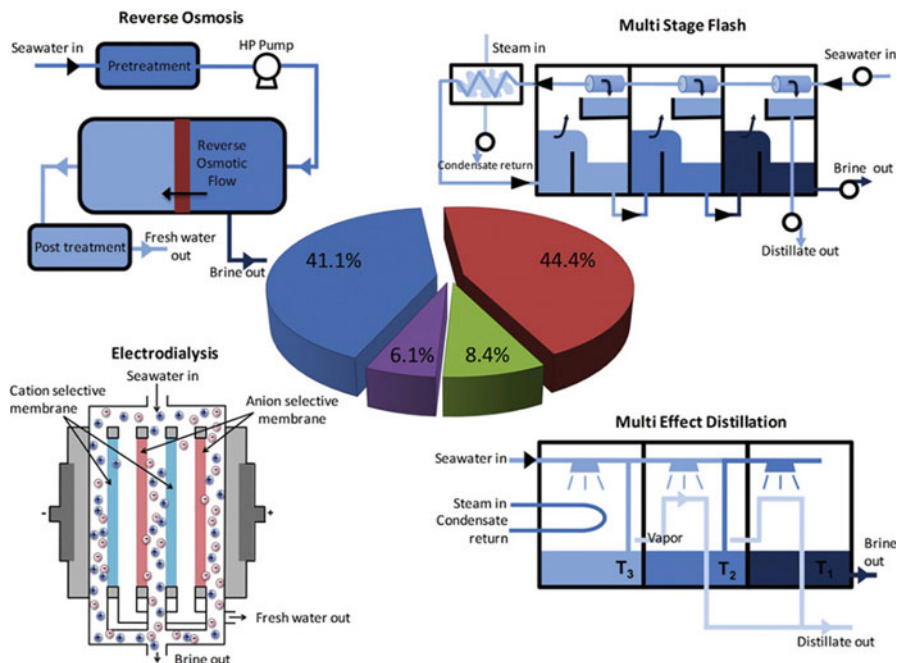 Reverse Osmosis
Seawater in
Pretreatment
HP Pump
Reverse
Osmotic
Flow
Post treatment
Fresh water
out
Brine out
Multi Stage Flash
Steam in
Seawater in
Condensate return
Brine
out
Distillate out
41.1%
44.4%
6.1%
8.4%
Electrodialysis
Seawater in
Cation selective
membrane
Anion selective
membrane
-
+
Fresh water out
Brine out
Multi Effect Distillation
Seawater in
Steam in
Condensate
return
Vapor
T3
T2
T1
Brine
out
Distillate out